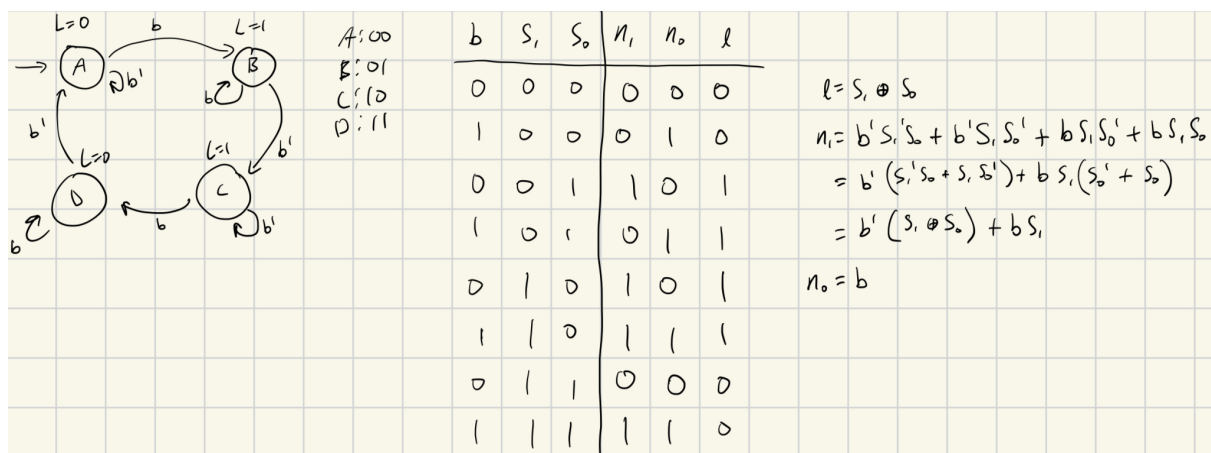 L=0 b L=1
→ A b' B b
b' b'
L=0 L=1
D b C b'
b
A: 00
B: 01
C: 10
D: 11
b S₁ S₀ n₁ n₀ l
0 0 0 0 0 0
1 0 0 0 1 0
0 0 1 1 0 1
1 0 1 0 1 1
0 1 0 1 0 1
1 1 0 1 1 1
0 1 1 0 0 0
1 1 1 1 1 0
l = S₁ ⊕ S₀
n₁ = b'S₁'S₀ + b'S₁S₀' + bS₁S₀' + bS₁S₀
= b'(S₁'S₀ + S₁S₀') + bS₁(S₀' + S₀)
= b'(S₁ ⊕ S₀) + bS₁
n₀ = b